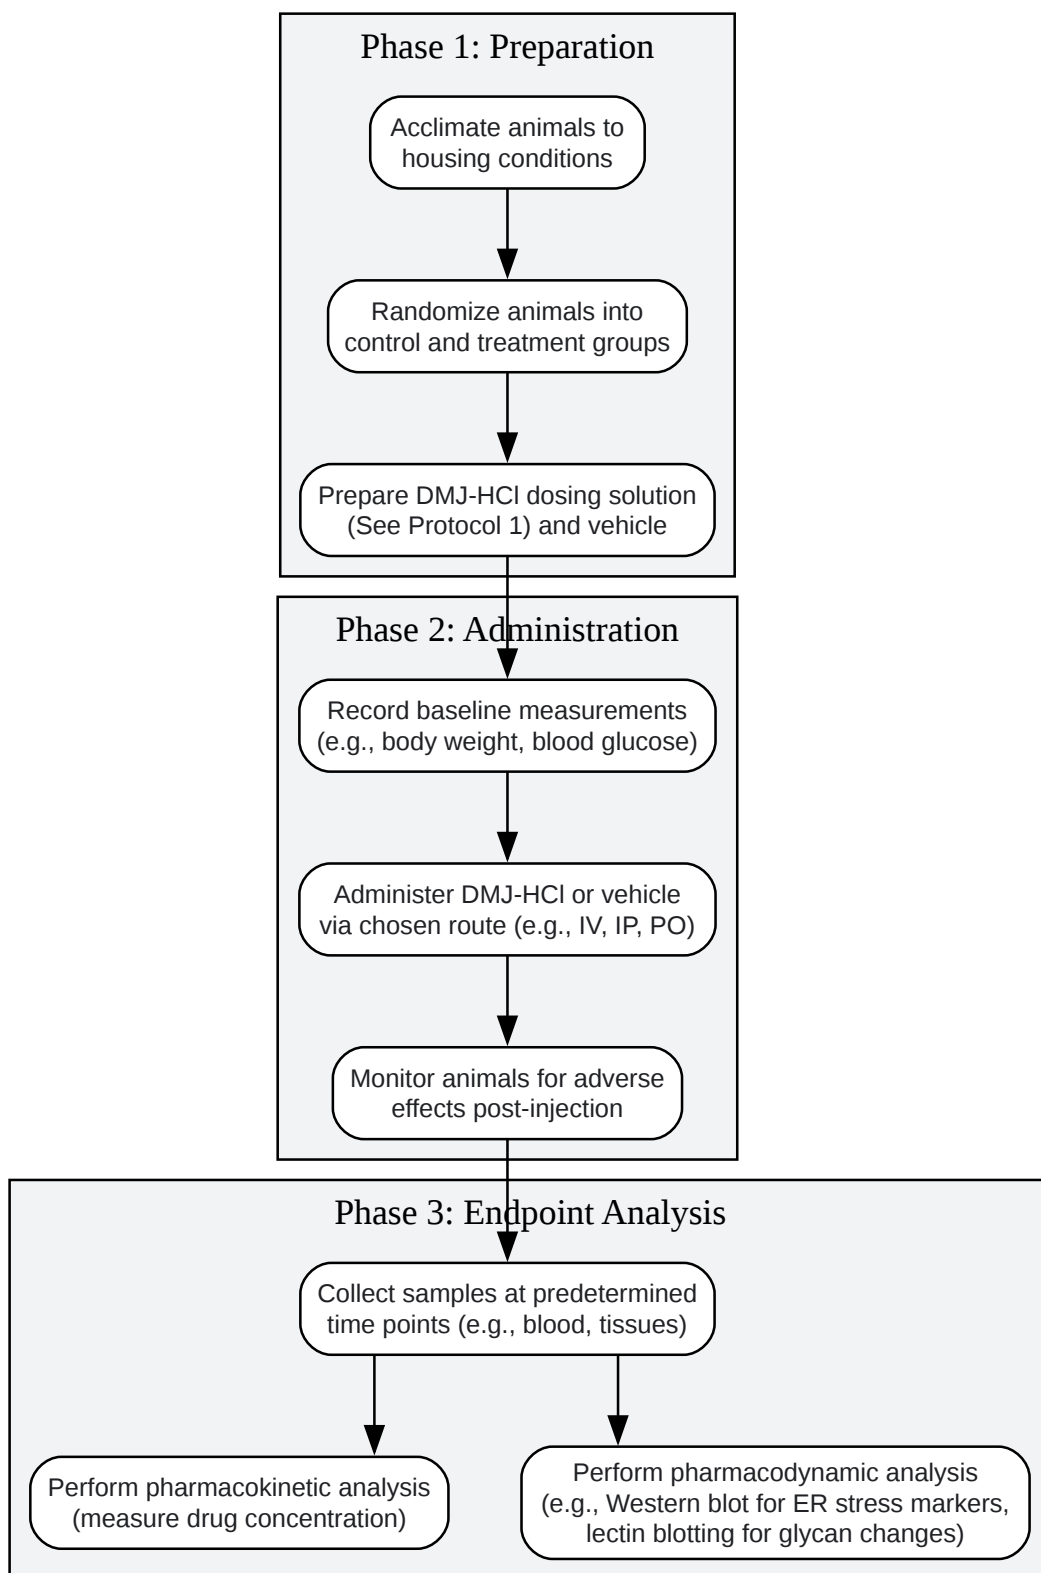 Phase 1: Preparation
Acclimate animals to
housing conditions
Randomize animals into
control and treatment groups
Prepare DMJ-HCl dosing solution
(See Protocol 1) and vehicle
Phase 2: Administration
Record baseline measurements
(e.g., body weight, blood glucose)
Administer DMJ-HCl or vehicle
via chosen route (e.g., IV, IP, PO)
Monitor animals for adverse
effects post-injection
Phase 3: Endpoint Analysis
Collect samples at predetermined
time points (e.g., blood, tissues)
Perform pharmacokinetic analysis
(measure drug concentration)
Perform pharmacodynamic analysis
(e.g., Western blot for ER stress markers,
lectin blotting for glycan changes)